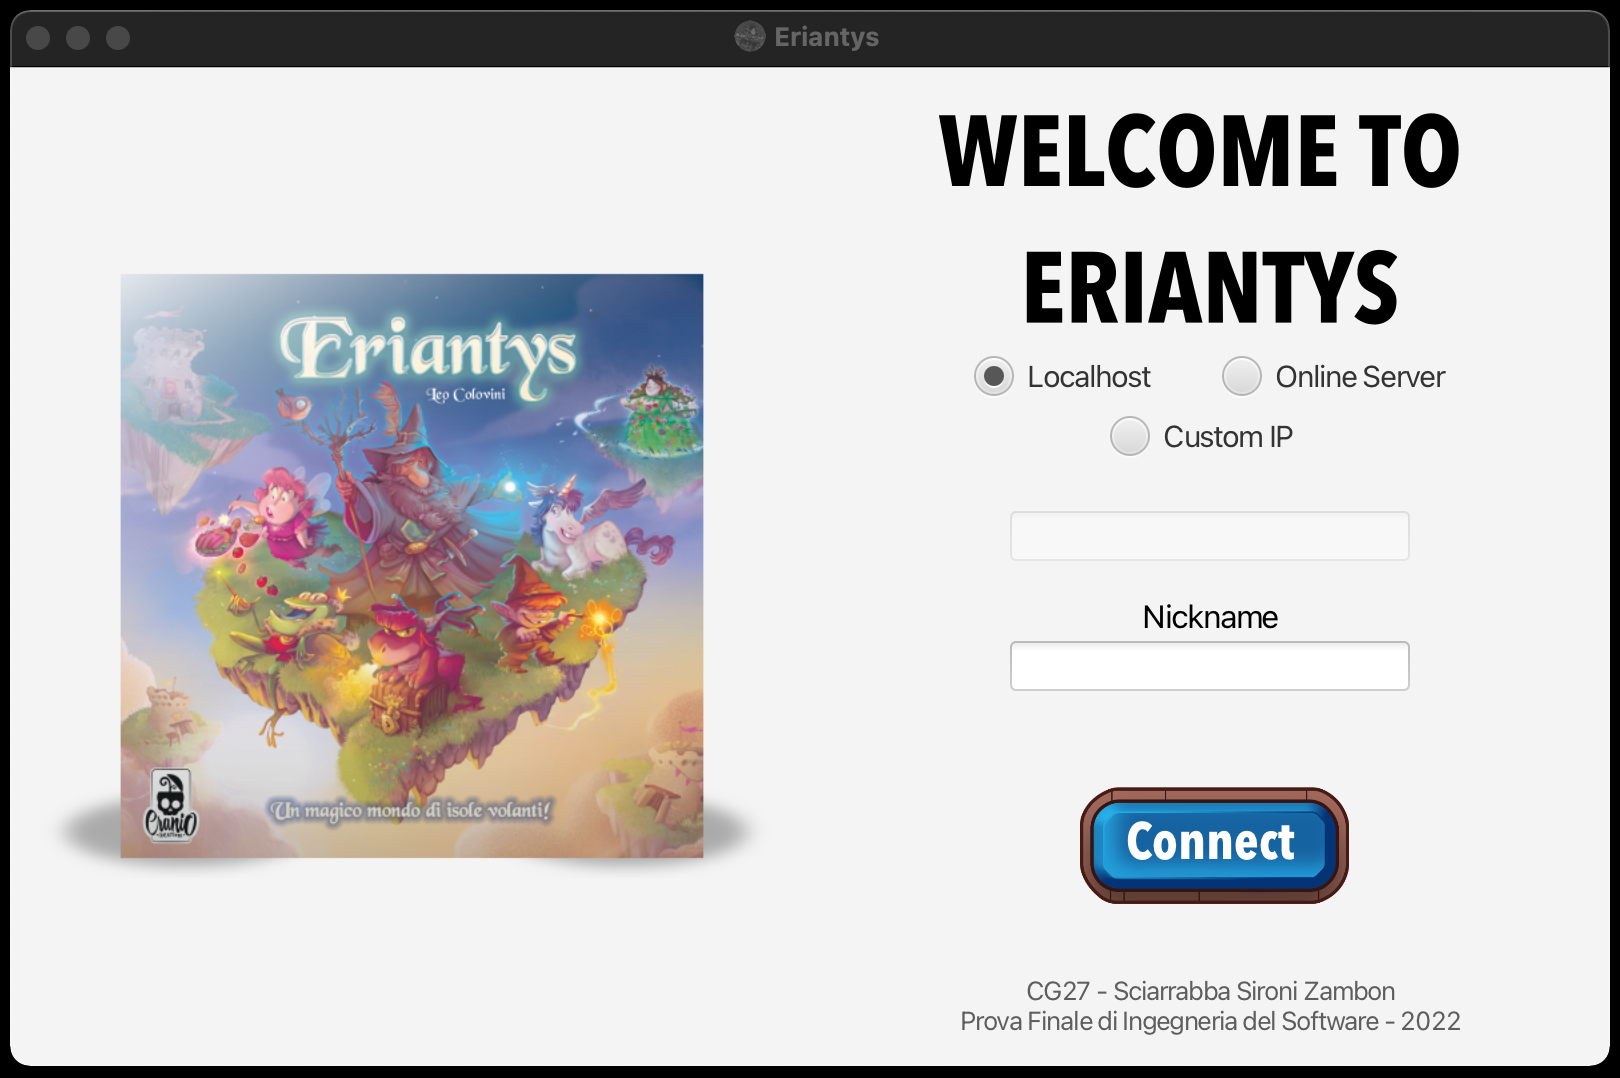 Eriantys
WELCOME TO
ERIANTYS
Localhost
Online Server
Custom IP
Nickname
Connect
CG27 - Sciarrabba Sironi Zambon
Prova Finale di Ingegneria del Software - 2022
Eriantys
Leo Colovini
Un magico mondo di isole volanti!
Cranio